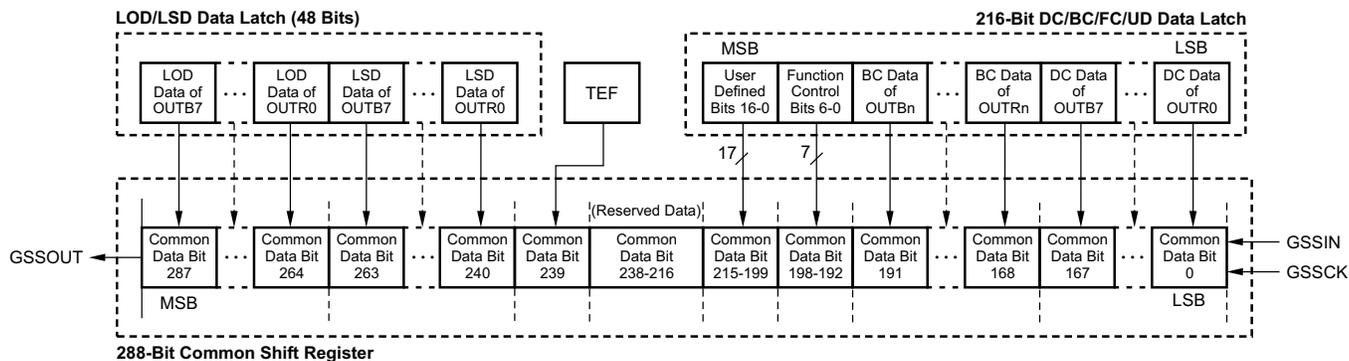 LOD/LSD Data Latch (48 Bits)
216-Bit DC/BC/FC/UD Data Latch
MSB
LSB
LOD
Data of
OUTB7
...
LOD
Data of
OUTR0
LSD
Data of
OUTB7
...
LSD
Data of
OUTR0
TEF
User
Defined
Bits 16-0
Function
Control
Bits 6-0
BC Data
of
OUTBn
...
BC Data
of
OUTRn
DC Data
of
OUTB7
...
DC Data
of
OUTR0
17
7
(Reserved Data)
GSSOUT
Common
Data Bit
287
...
Common
Data Bit
264
Common
Data Bit
263
...
Common
Data Bit
240
Common
Data Bit
239
Common
Data Bit
238-216
Common
Data Bit
215-199
Common
Data Bit
198-192
Common
Data Bit
191
...
Common
Data Bit
168
Common
Data Bit
167
...
Common
Data Bit
0
GSSIN
GSSCK
MSB
LSB
288-Bit Common Shift Register